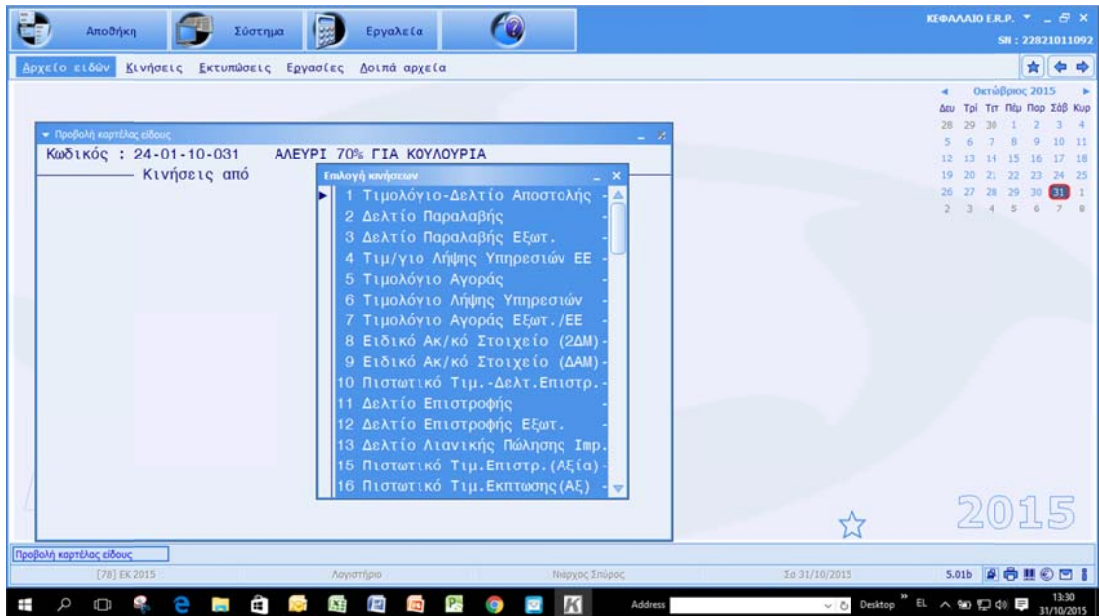 Αποθήκη Σύστημα Εργαλεία ΚΕΦΑΛΑΙΟ E.R.P.
SN : 22821011092
Αρχείο ειδών Κινήσεις Εκτυπώσεις Εργασίες Λοιπά αρχεία
Οκτώβριος 2015
Δευ Τρί Τετ Πέμ Παρ Σάβ Κυρ
28 29 30 1 2 3 4
5 6 7 8 9 10 11
12 13 14 15 16 17 18
19 20 21 22 23 24 25
26 27 28 29 30 31 1
2 3 4 5 6 7 8
Προβολή καρτέλας είδους
Κωδικός : 24-01-10-031 ΑΛΕΥΡΙ 70% ΓΙΑ ΚΟΥΛΟΥΡΙΑ
Κινήσεις από
Επιλογή κινήσεων
1 Τιμολόγιο-Δελτίο Αποστολής -
2 Δελτίο Παραλαβής -
3 Δελτίο Παραλαβής Εξωτ. -
4 Τιμ/γιο Λήψης Υπηρεσιών ΕΕ -
5 Τιμολόγιο Αγοράς -
6 Τιμολόγιο Λήψης Υπηρεσιών -
7 Τιμολόγιο Αγοράς Εξωτ./ΕΕ -
8 Ειδικό Ακ/κό Στοιχείο (2ΔΜ)-
9 Ειδικό Ακ/κό Στοιχείο (ΔΑΜ)-
10 Πιστωτικό Τιμ.-Δελτ.Επιστρ.-
11 Δελτίο Επιστροφής -
12 Δελτίο Επιστροφής Εξωτ. -
13 Δελτίο Λιανικής Πώλησης Imp.
15 Πιστωτικό Τιμ.Επιστρ.(Αξία)-
16 Πιστωτικό Τιμ.Εκπτωσης(Αξ) -
2015
Προβολή καρτέλας είδους
[78] ΕΚ 2015 Λογιστήριο Νιάρχος Σπύρος Σα 31/10/2015 5.01b
Address Desktop EL 13:30
31/10/2015